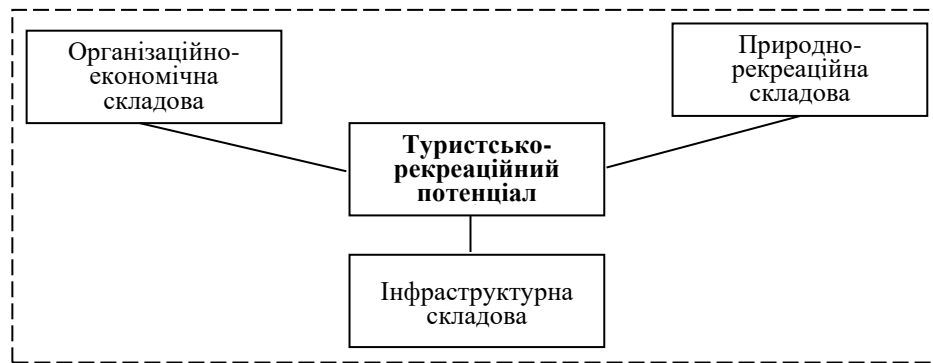 Організаційно-
економічна
складова
Природно-
рекреаційна
складова
Туристсько-
рекреаційний
потенціал
Інфраструктурна
складова